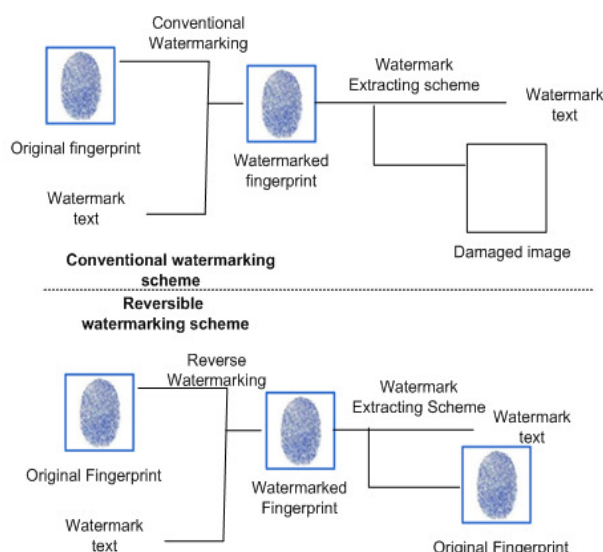 Conventional
Watermarking
Original fingerprint
Watermark
text
Watermarked
fingerprint
Watermark
Extracting scheme
Watermark
text
Damaged image
Conventional watermarking
scheme
Reversible
watermarking scheme
Reverse
Watermarking
Original Fingerprint
Watermark
text
Watermarked
Fingerprint
Watermark
Extracting Scheme
Watermark
text
Original Fingerprint